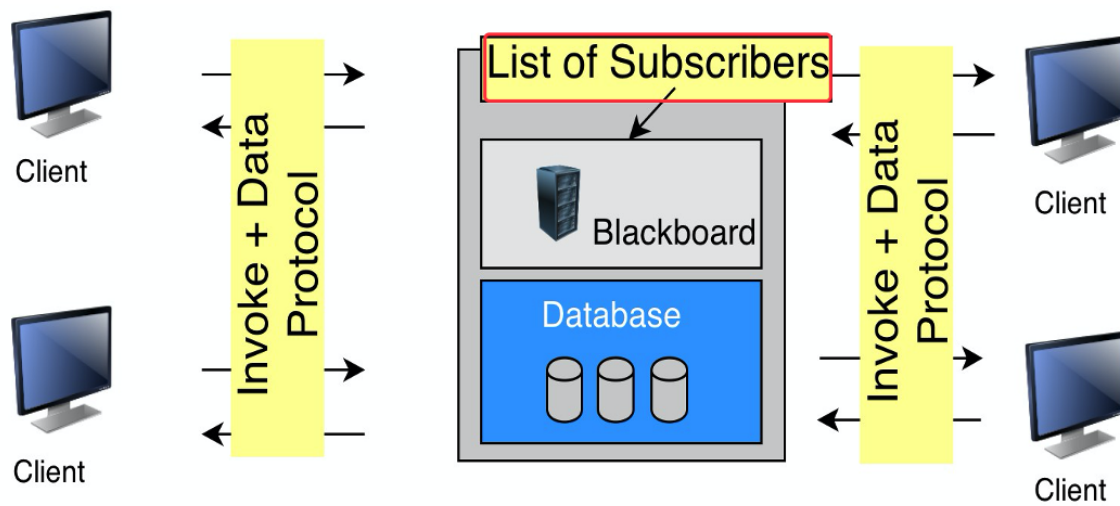 List of Subscribers
Client
Invoke + Data
Protocol
Blackboard
Database
Client
Invoke + Data
Protocol
Client
Client